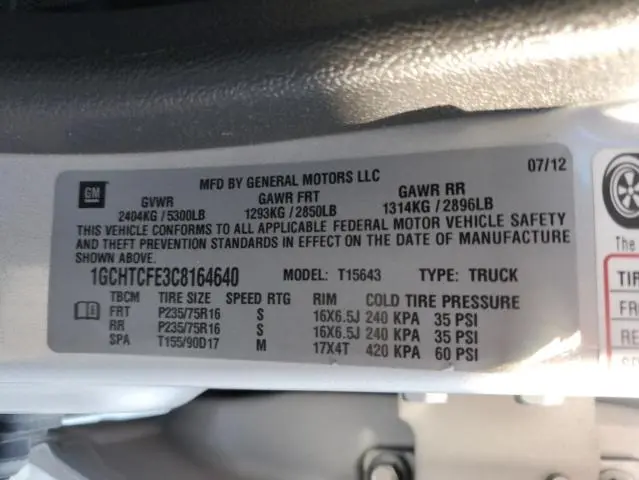 MFD BY GENERAL MOTORS LLC 07/12
GM
GVWR GAWR FRT GAWR RR
2404KG / 5300LB 1293KG / 2850LB 1314KG / 2896LB
THIS VEHICLE CONFORMS TO ALL APPLICABLE FEDERAL MOTOR VEHICLE SAFETY
AND THEFT PREVENTION STANDARDS IN EFFECT ON THE DATE OF MANUFACTURE
SHOWN ABOVE.
1GCHTCFE3C8164640 MODEL: T15643 TYPE: TRUCK
TBCM TIRE SIZE SPEED RTG RIM COLD TIRE PRESSURE
FRT P235/75R16 S 16X6.5J 240 KPA 35 PSI
RR P235/75R16 S 16X6.5J 240 KPA 35 PSI
SPA T155/90D17 M 17X4T 420 KPA 60 PSI
The
TIR
FR
RE